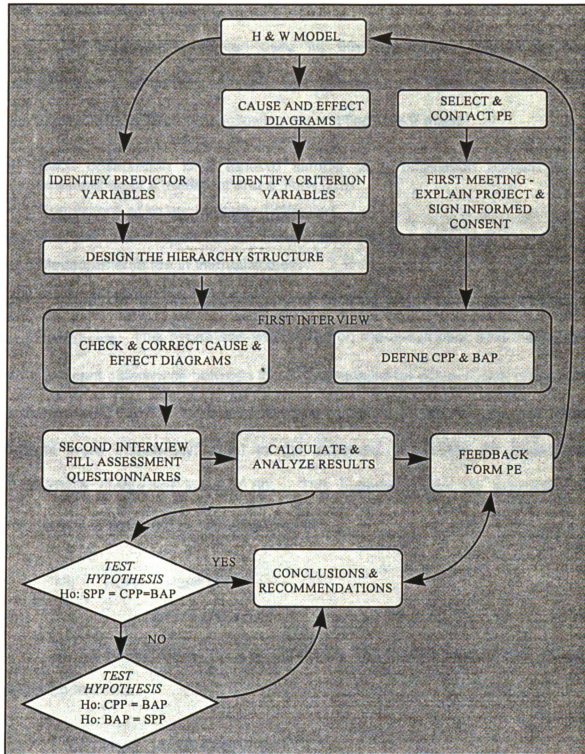 H & W MODEL
CAUSE AND EFFECT
DIAGRAMS
SELECT &
CONTACT PE
IDENTIFY PREDICTOR
VARIABLES
IDENTIFY CRITERION
VARIABLES
FIRST MEETING -
EXPLAIN PROJECT &
SIGN INFORMED
CONSENT
DESIGN THE HIERARCHY STRUCTURE
FIRST INTERVIEW
CHECK & CORRECT CAUSE &
EFFECT DIAGRAMS
DEFINE CPP & BAP
SECOND INTERVIEW
FILL ASSESSMENT
QUESTIONNAIRES
CALCULATE &
ANALYZE RESULTS
FEEDBACK
FORM PE
TEST
HYPOTHESIS
Ho: SPP = CPP=BAP
YES
CONCLUSIONS &
RECOMMENDATIONS
NO
TEST
HYPOTHESIS
Ho: CPP = BAP
Ho: BAP = SPP